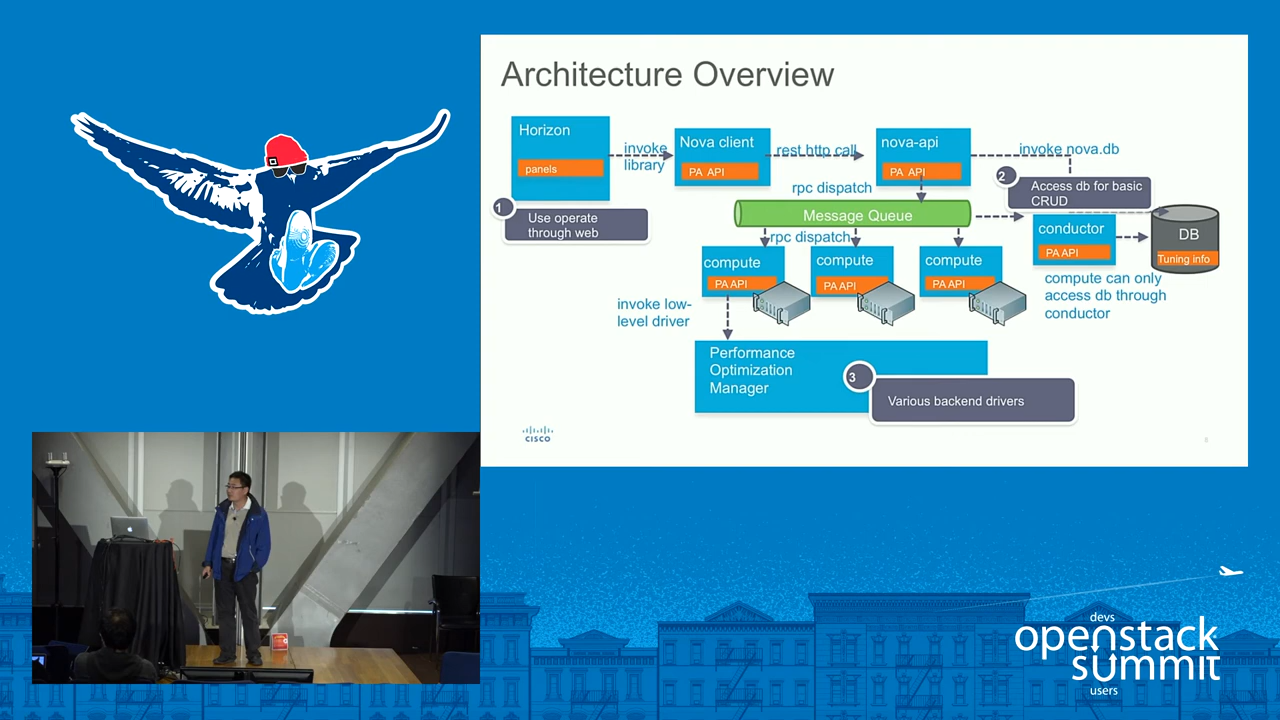 Architecture Overview
Horizon
panels
invoke
library
Nova client
PA API
rest http call
nova-api
PA API
invoke nova.db
2
Access db for basic
CRUD
1
Use operate
through web
rpc dispatch
Message Queue
rpc dispatch
conductor
PA API
DB
Tuning info
compute
PA API
compute
PA API
compute
PA API
compute can only
access db through
conductor
invoke low-
level driver
Performance
Optimization
Manager
3
Various backend drivers
CISCO
devs
openstack
summit
users